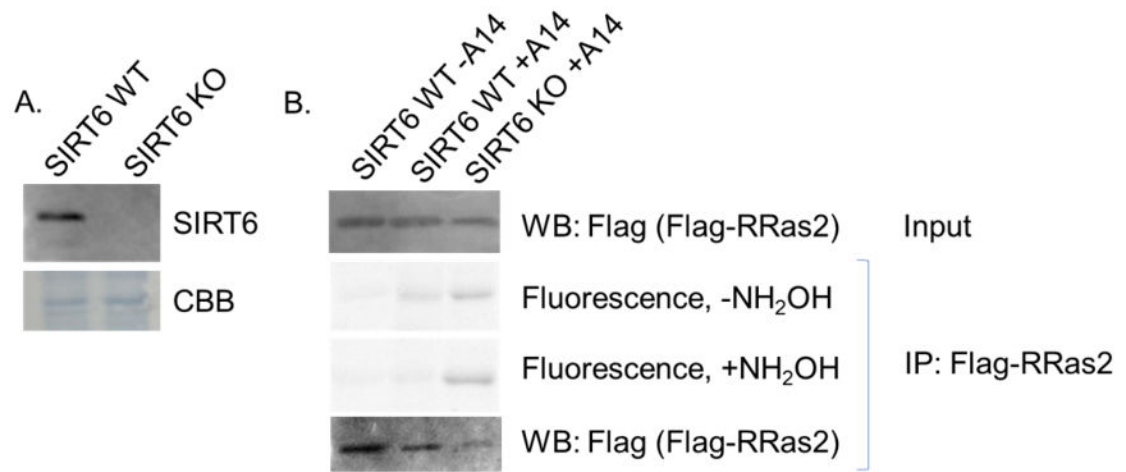 A.
SIRT6 WT
SIRT6 KO
SIRT6
CBB
B.
SIRT6 WT -A14
SIRT6 WT +A14
SIRT6 KO +A14
WB: Flag (Flag-RRas2)
Input
Fluorescence, -NH₂OH
Fluorescence, +NH₂OH
IP: Flag-RRas2
WB: Flag (Flag-RRas2)